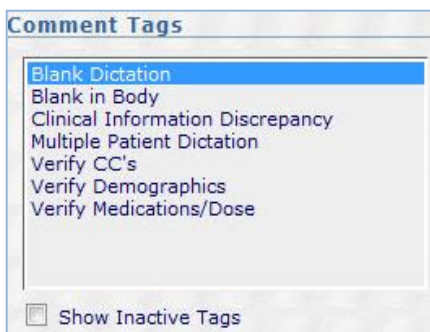 Comment Tags
Blank Dictation
Blank in Body
Clinical Information Discrepancy
Multiple Patient Dictation
Verify CC's
Verify Demographics
Verify Medications/Dose
Show Inactive Tags